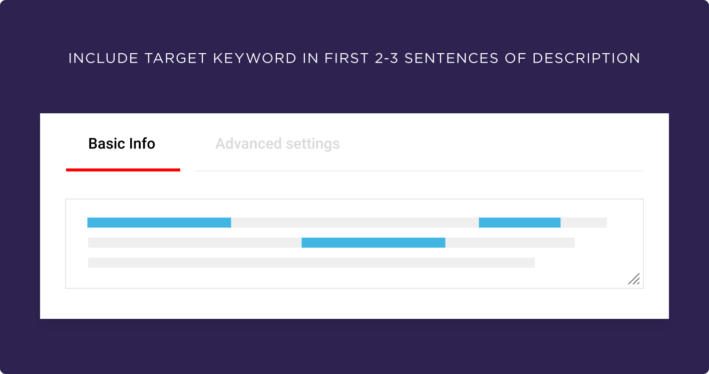 INCLUDE TARGET KEYWORD IN FIRST 2-3 SENTENCES OF DESCRIPTION
Basic Info
Advanced settings